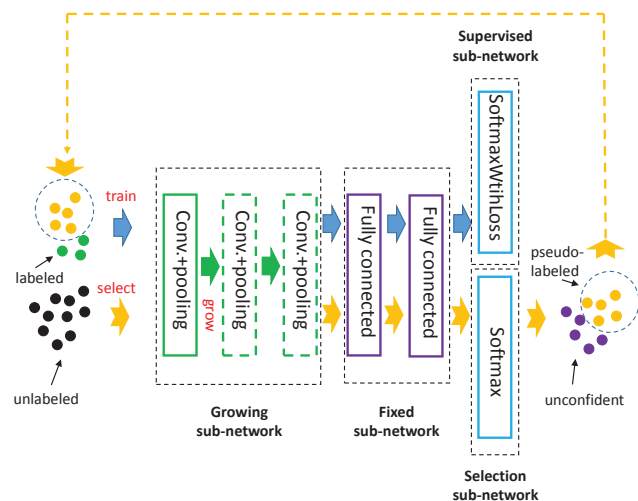 Supervised
sub-network
SoftmaxWtihLoss
train
labeled
select
unlabeled
Conv.+pooling
grow
Conv.+pooling
Conv.+pooling
Fully connected
Fully connected
pseudo-
labeled
Softmax
unconfident
Growing
sub-network
Fixed
sub-network
Selection
sub-network